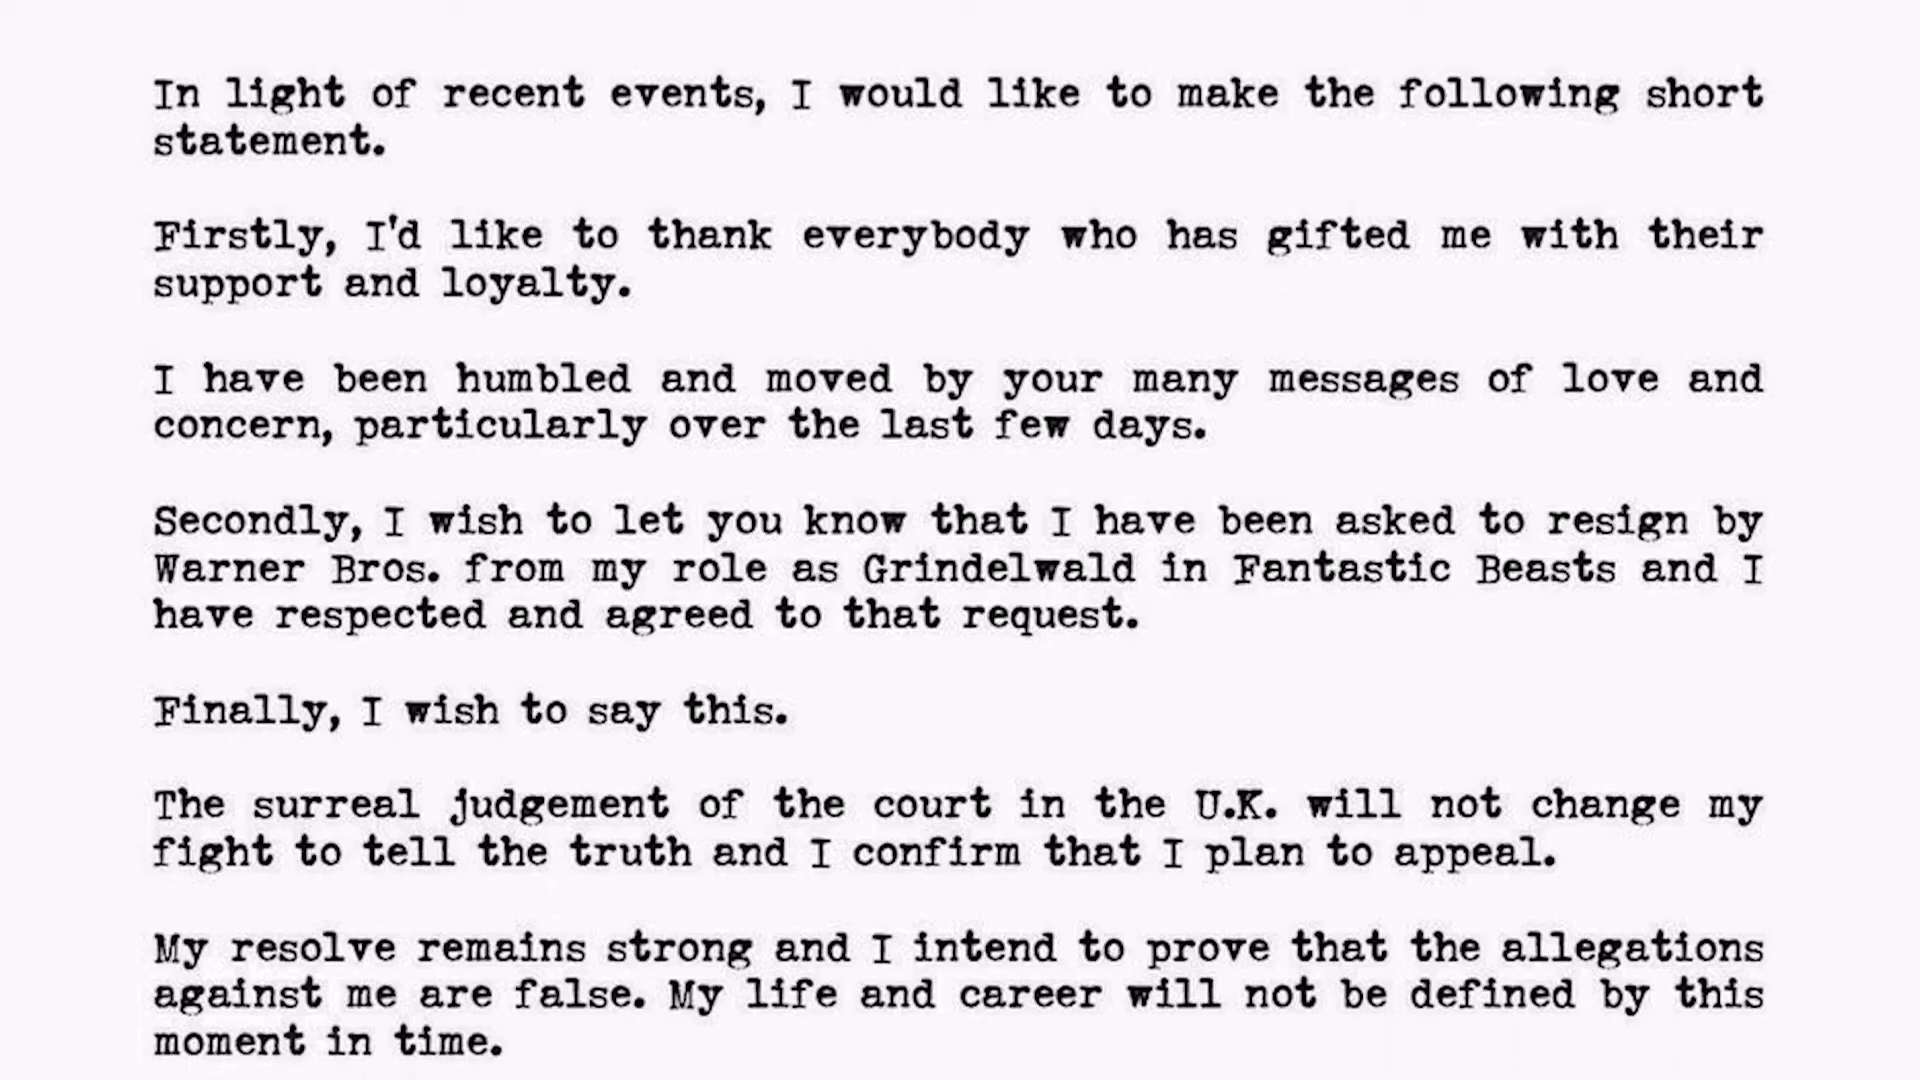 In light of recent events, I would like to make the following short
statement.
Firstly, I'd like to thank everybody who has gifted me with their
support and loyalty.
I have been humbled and moved by your many messages of love and
concern, particularly over the last few days.
Secondly, I wish to let you know that I have been asked to resign by
Warner Bros. from my role as Grindelwald in Fantastic Beasts and I
have respected and agreed to that request.
Finally, I wish to say this.
The surreal judgement of the court in the U.K. will not change my
fight to tell the truth and I confirm that I plan to appeal.
My resolve remains strong and I intend to prove that the allegations
against me are false. My life and career will not be defined by this
moment in time.